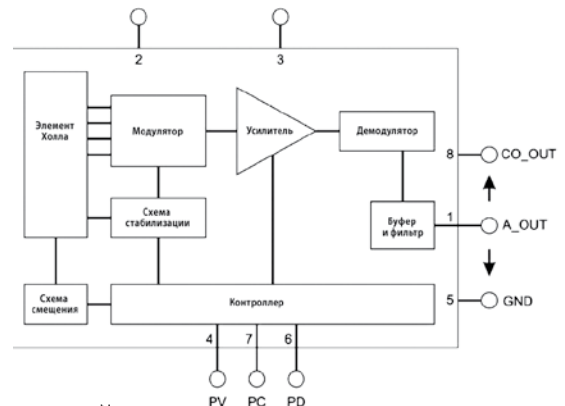 2
3
Элемент
Холла
Модулятор
Усилитель
Демодулятор
8
CO_OUT
Схема
стабилизации
Буфер
и фильтр
1
A_OUT
Схема
смещения
Контроллер
5
GND
4
7
6
PV
PC
PD